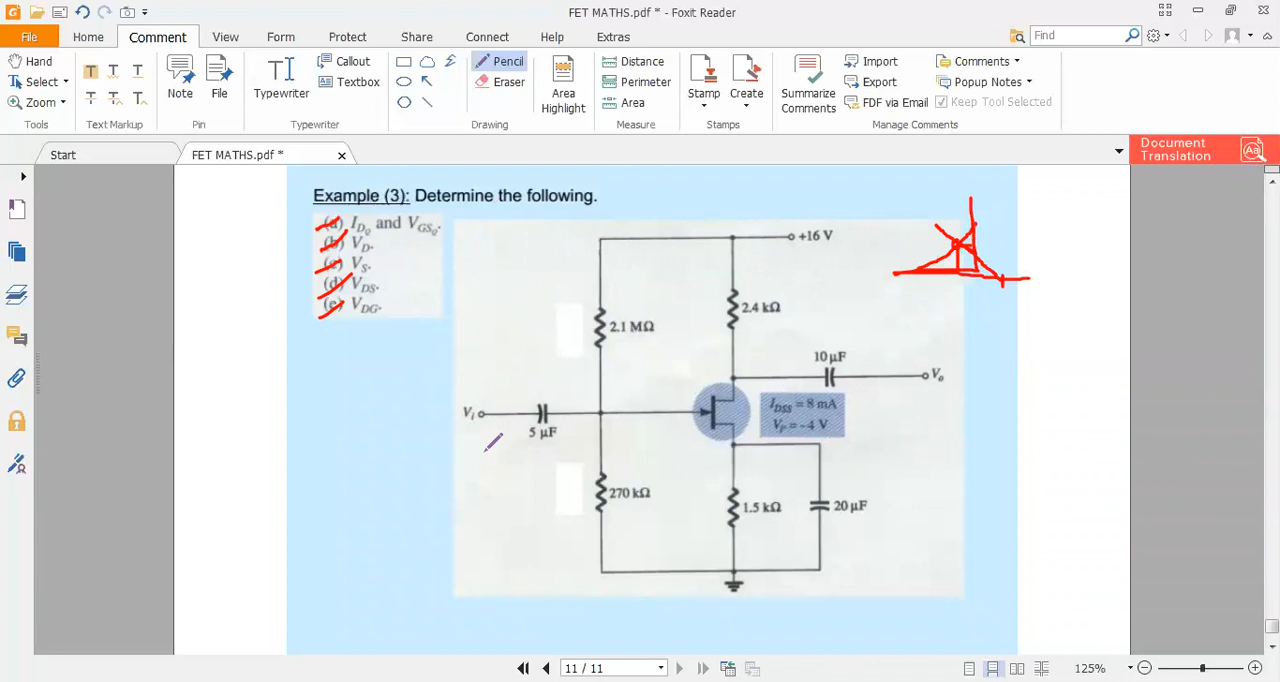 FET MATHS.pdf * - Foxit Reader
File Home Comment View Form Protect Share Connect Help Extras Find
Hand
Select
Zoom
Tools
Text Markup
Note
File
Pin
Typewriter
Callout
Textbox
Typewriter
Pencil
Eraser
Area
Highlight
Drawing
Distance
Perimeter
Area
Measure
Stamp
Create
Stamps
Summarize
Comments
Import
Export
FDF via Email
Comments
Popup Notes
Keep Tool Selected
Manage Comments
Start
FET MATHS.pdf *
Document
Translation
Example (3): Determine the following.
(a) I_DQ and V_GSQ.
(b) V_D.
(c) V_S.
(d) V_DS.
(e) V_DG.
+16 V
2.4 kΩ
2.1 MΩ
10 μF
V_o
I_DSS = 8 mA
V_P = -4 V
V_i
5 μF
270 kΩ
1.5 kΩ
20 μF
11 / 11
125%